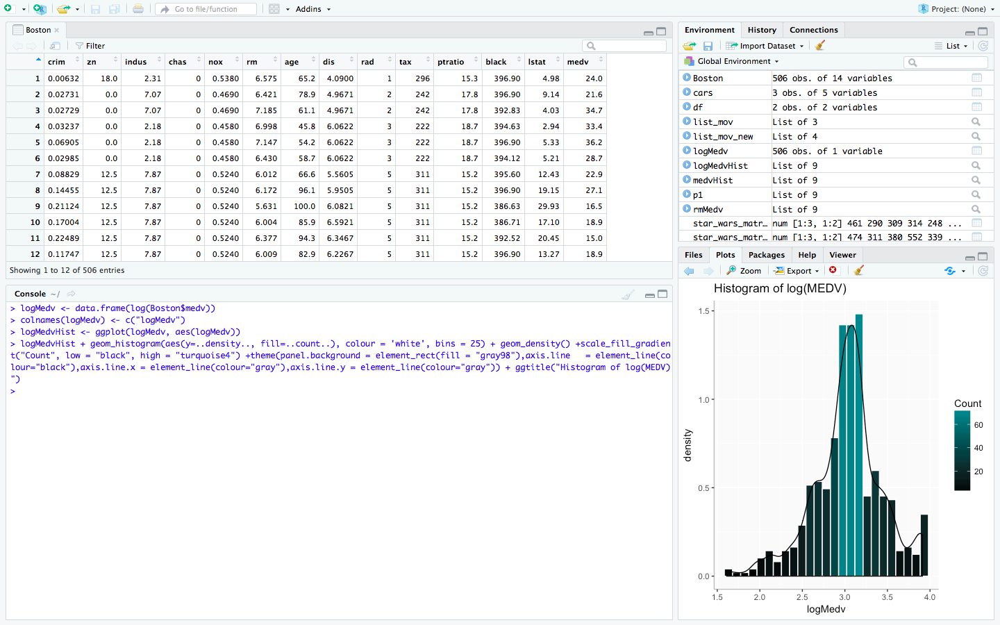 Go to file/function
Addins
Project: (None)
Boston
Filter
crim zn indus chas nox rm age dis rad tax ptratio black lstat medv
1 0.00632 18.0 2.31 0 0.5380 6.575 65.2 4.0900 1 296 15.3 396.90 4.98 24.0
2 0.02731 0.0 7.07 0 0.4690 6.421 78.9 4.9671 2 242 17.8 396.90 9.14 21.6
3 0.02729 0.0 7.07 0 0.4690 7.185 61.1 4.9671 2 242 17.8 392.83 4.03 34.7
4 0.03237 0.0 2.18 0 0.4580 6.998 45.8 6.0622 3 222 18.7 394.63 2.94 33.4
5 0.06905 0.0 2.18 0 0.4580 7.147 54.2 6.0622 3 222 18.7 396.90 5.33 36.2
6 0.02985 0.0 2.18 0 0.4580 6.430 58.7 6.0622 3 222 18.7 394.12 5.21 28.7
7 0.08829 12.5 7.87 0 0.5240 6.012 66.6 5.5605 5 311 15.2 395.60 12.43 22.9
8 0.14455 12.5 7.87 0 0.5240 6.172 96.1 5.9505 5 311 15.2 396.90 19.15 27.1
9 0.21124 12.5 7.87 0 0.5240 5.631 100.0 6.0821 5 311 15.2 386.63 29.93 16.5
10 0.17004 12.5 7.87 0 0.5240 6.004 85.9 6.5921 5 311 15.2 386.71 17.10 18.9
11 0.22489 12.5 7.87 0 0.5240 6.377 94.3 6.3467 5 311 15.2 392.52 20.45 15.0
12 0.11747 12.5 7.87 0 0.5240 6.009 82.9 6.2267 5 311 15.2 396.90 13.27 18.9
Showing 1 to 12 of 506 entries
Console ~/
> logMedv <- data.frame(log(Boston$medv))
> colnames(logMedv) <- c("logMedv")
> logMedvHist <- ggplot(logMedv, aes(logMedv))
> logMedvHist + geom_histogram(aes(y=..density.., fill=..count..), colour = 'white', bins = 25) + geom_density() +scale_fill_gradien
t("Count", low = "black", high = "turquoise4") +theme(panel.background = element_rect(fill = "gray98"),axis.line   = element_line(co
lour="black"),axis.line.x = element_line(colour="gray"),axis.line.y = element_line(colour="gray")) + ggtitle("Histogram of log(MEDV)
")
>
Environment History Connections
Import Dataset List
Global Environment
Boston 506 obs. of 14 variables
cars 3 obs. of 5 variables
df 2 obs. of 2 variables
list_mov List of 3
list_mov_new List of 4
logMedv 506 obs. of 1 variable
logMedvHist List of 9
medvHist List of 9
p1 List of 9
rmMedv List of 9
star_wars_matr… num [1:3, 1:2] 461 290 309 314 248 ...
star_wars_matr… num [1:3, 1:2] 474 311 380 552 339 ...
Files Plots Packages Help Viewer
Zoom Export
Histogram of log(MEDV)
1.5
1.0
0.5
0.0
density
1.5 2.0 2.5 3.0 3.5 4.0
logMedv
Count
60
40
20